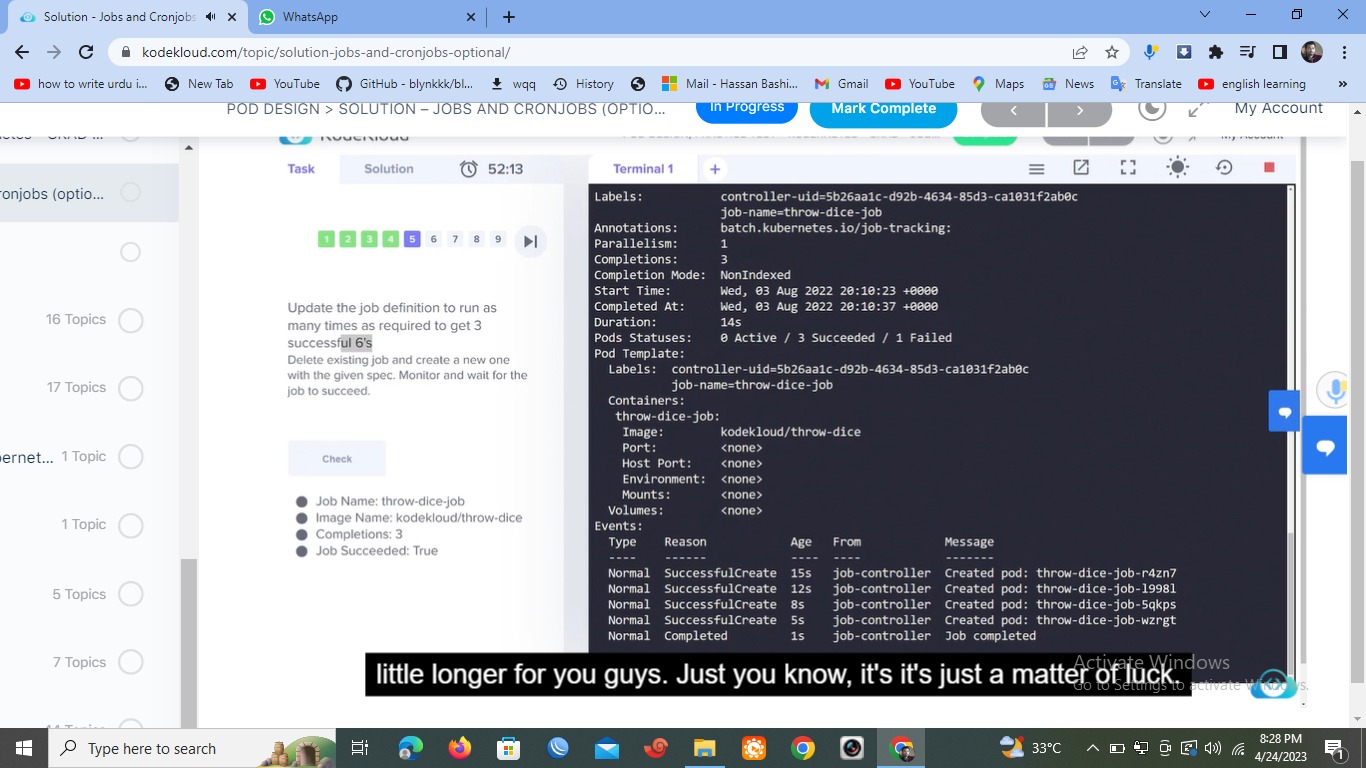 Solution - Jobs and Cronjobs
WhatsApp
kodekloud.com/topic/solution-jobs-and-cronjobs-optional/
how to write urdu i...
New Tab
YouTube
GitHub - blvrkkk/Kl...
wqq
History
Mail - Hassan Bashi...
Gmail
YouTube
Maps
News
Translate
english learning
POD DESIGN > SOLUTION – JOBS AND CRONJOBS (OPTIO...
In Progress
Mark Complete
My Account
KodeKloud
My Account
Task
Solution
52:13
Terminal 1
ronjobs (optio...
1 2 3 4 5 6 7 8 9
Update the job definition to run as
many times as required to get 3
successful 6's
Delete existing job and create a new one
with the given spec. Monitor and wait for the
job to succeed.
Check
Job Name: throw-dice-job
Image Name: kodekloud/throw-dice
Completions: 3
Job Succeeded: True
16 Topics
17 Topics
bernet... 1 Topic
1 Topic
5 Topics
7 Topics
Labels: controller-uid=5b26aa1c-d92b-4634-85d3-ca1031f2ab0c
job-name=throw-dice-job
Annotations: batch.kubernetes.io/job-tracking:
Parallelism: 1
Completions: 3
Completion Mode: NonIndexed
Start Time: Wed, 03 Aug 2022 20:10:23 +0000
Completed At: Wed, 03 Aug 2022 20:10:37 +0000
Duration: 14s
Pods Statuses: 0 Active / 3 Succeeded / 1 Failed
Pod Template:
Labels: controller-uid=5b26aa1c-d92b-4634-85d3-ca1031f2ab0c
job-name=throw-dice-job
Containers:
throw-dice-job:
Image: kodekloud/throw-dice
Port: <none>
Host Port: <none>
Environment: <none>
Mounts: <none>
Volumes: <none>
Events:
Type Reason Age From Message
---- ------ ---- ---- -------
Normal SuccessfulCreate 15s job-controller Created pod: throw-dice-job-r4zn7
Normal SuccessfulCreate 12s job-controller Created pod: throw-dice-job-l998l
Normal SuccessfulCreate 8s job-controller Created pod: throw-dice-job-5qkps
Normal SuccessfulCreate 5s job-controller Created pod: throw-dice-job-wzrgt
Normal Completed 1s job-controller Job completed
little longer for you guys. Just you know, it's it's just a matter of luck.
Activate Windows
Go to Settings to activate Windows.
Type here to search
33°C
8:28 PM
4/24/2023
1